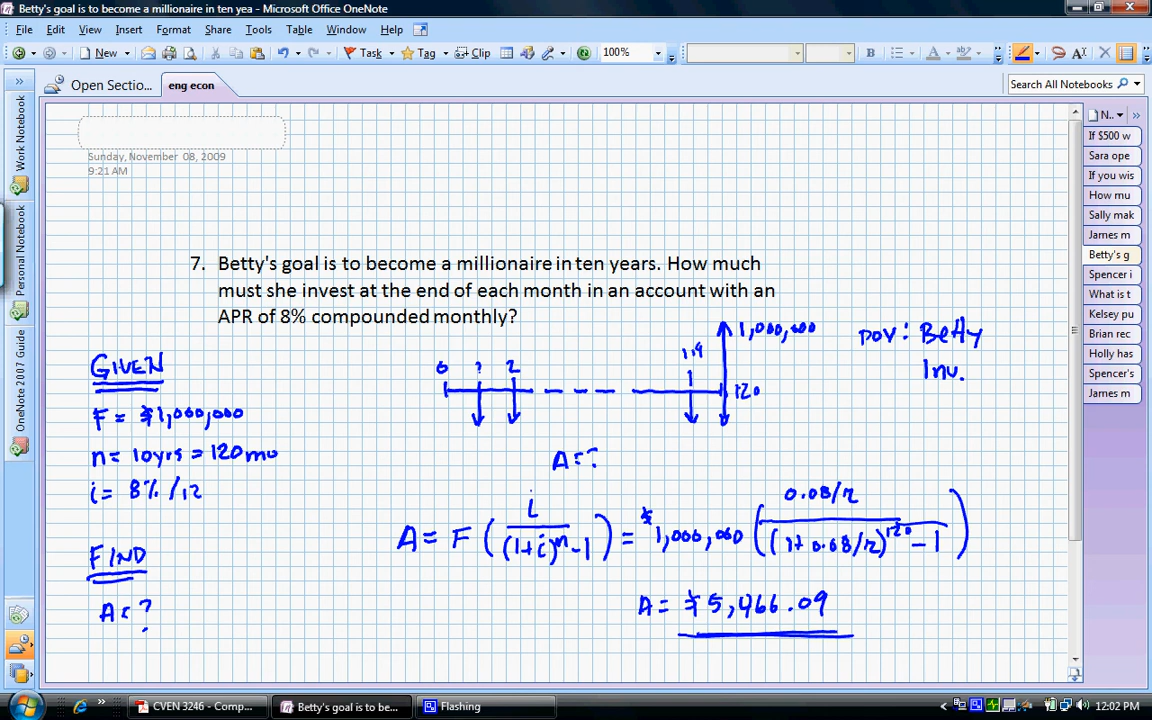 Betty's goal is to become a millionaire in ten yea - Microsoft Office OneNote
File Edit View Insert Format Share Tools Table Window Help
New Task Tag Clip 100% B A
Open Sectio... eng econ
Search All Notebooks
Work Notebook
Personal Notebook
OneNote 2007 Guide
N..
If $500 w
Sara ope
If you wis
How mu
Sally mak
James m
Betty's g
Spencer i
What is t
Kelsey pu
Brian rec
Holly has
Spencer's
James m
Sunday, November 08, 2009
9:21 AM
7. Betty's goal is to become a millionaire in ten years. How much
must she invest at the end of each month in an account with an
APR of 8% compounded monthly?
GIVEN
F = $1,000,000
n = 10yrs = 120mo
i = 8% /12
FIND
A = ?
0 1 2 119 1,000,000
120
POV: Betty
Inv.
A = ?
A = F ( i / ((1+i)^n -1) ) = $1,000,000 ( 0.08/12 / ((1+0.08/12)^120 -1) )
A = $5,466.09
CVEN 3246 - Comp... Betty's goal is to be... Flashing 12:02 PM